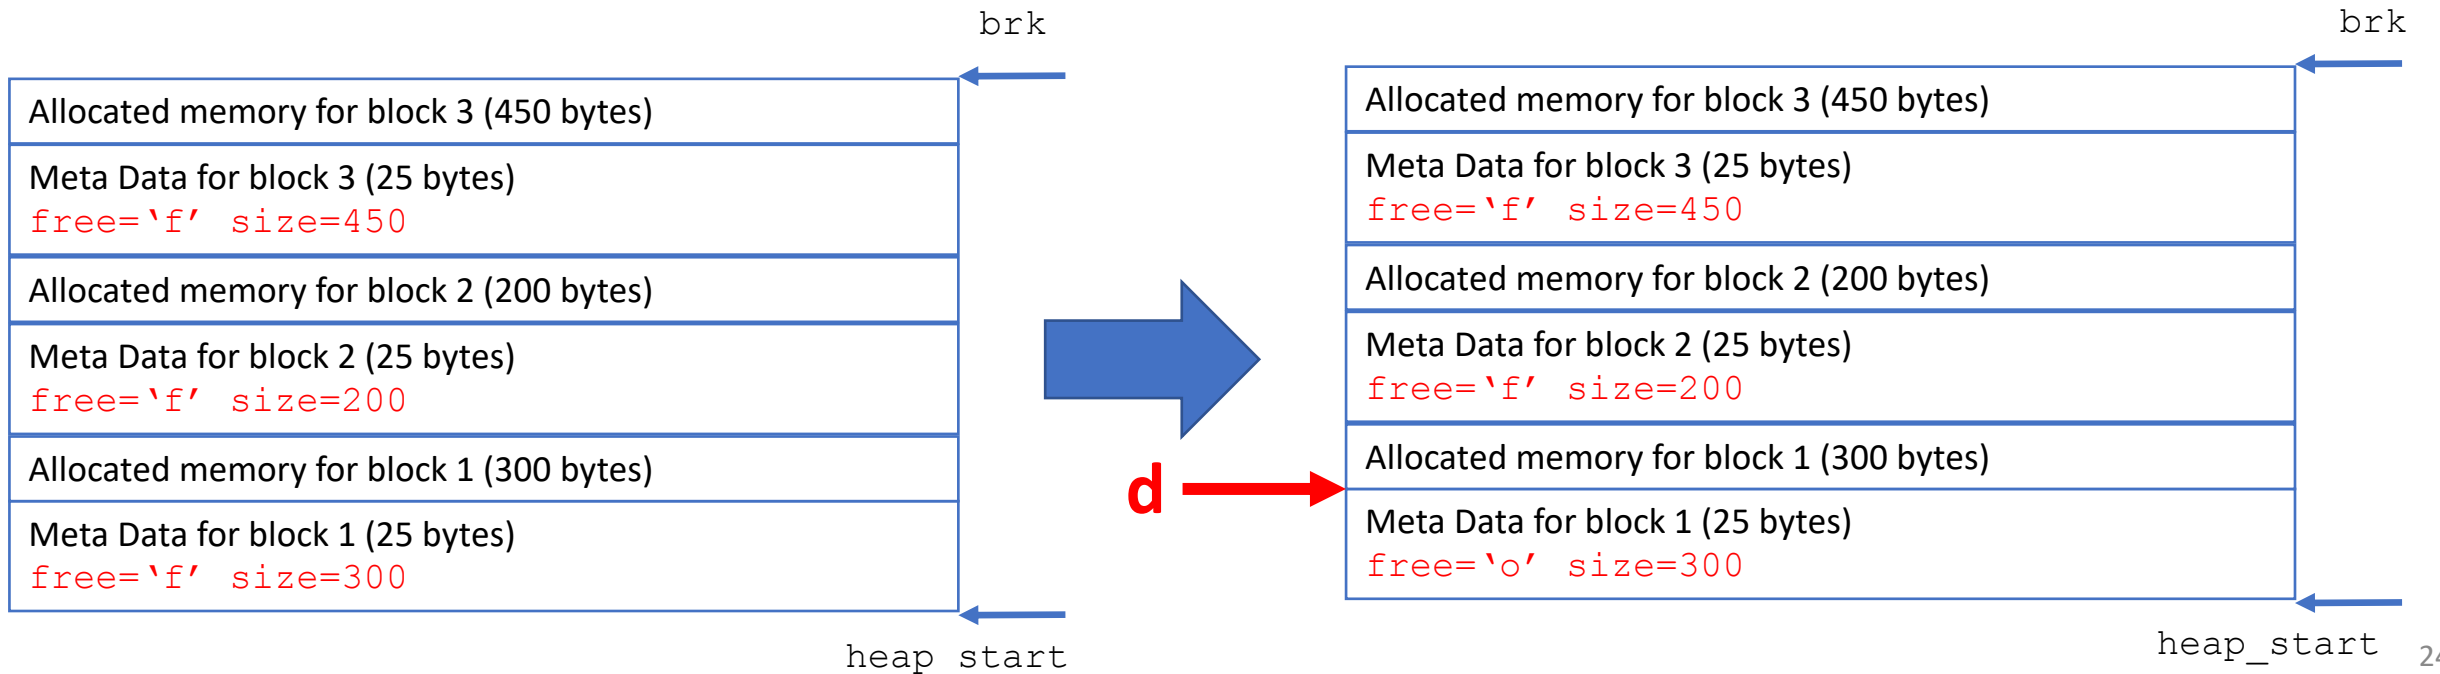 brk
Allocated memory for block 3 (450 bytes)
Meta Data for block 3 (25 bytes)
free=‘f’ size=450
Allocated memory for block 2 (200 bytes)
Meta Data for block 2 (25 bytes)
free=‘f’ size=200
Allocated memory for block 1 (300 bytes)
Meta Data for block 1 (25 bytes)
free=‘f’ size=300
heap start
d
brk
Allocated memory for block 3 (450 bytes)
Meta Data for block 3 (25 bytes)
free=‘f’ size=450
Allocated memory for block 2 (200 bytes)
Meta Data for block 2 (25 bytes)
free=‘f’ size=200
Allocated memory for block 1 (300 bytes)
Meta Data for block 1 (25 bytes)
free=‘o’ size=300
heap_start
24